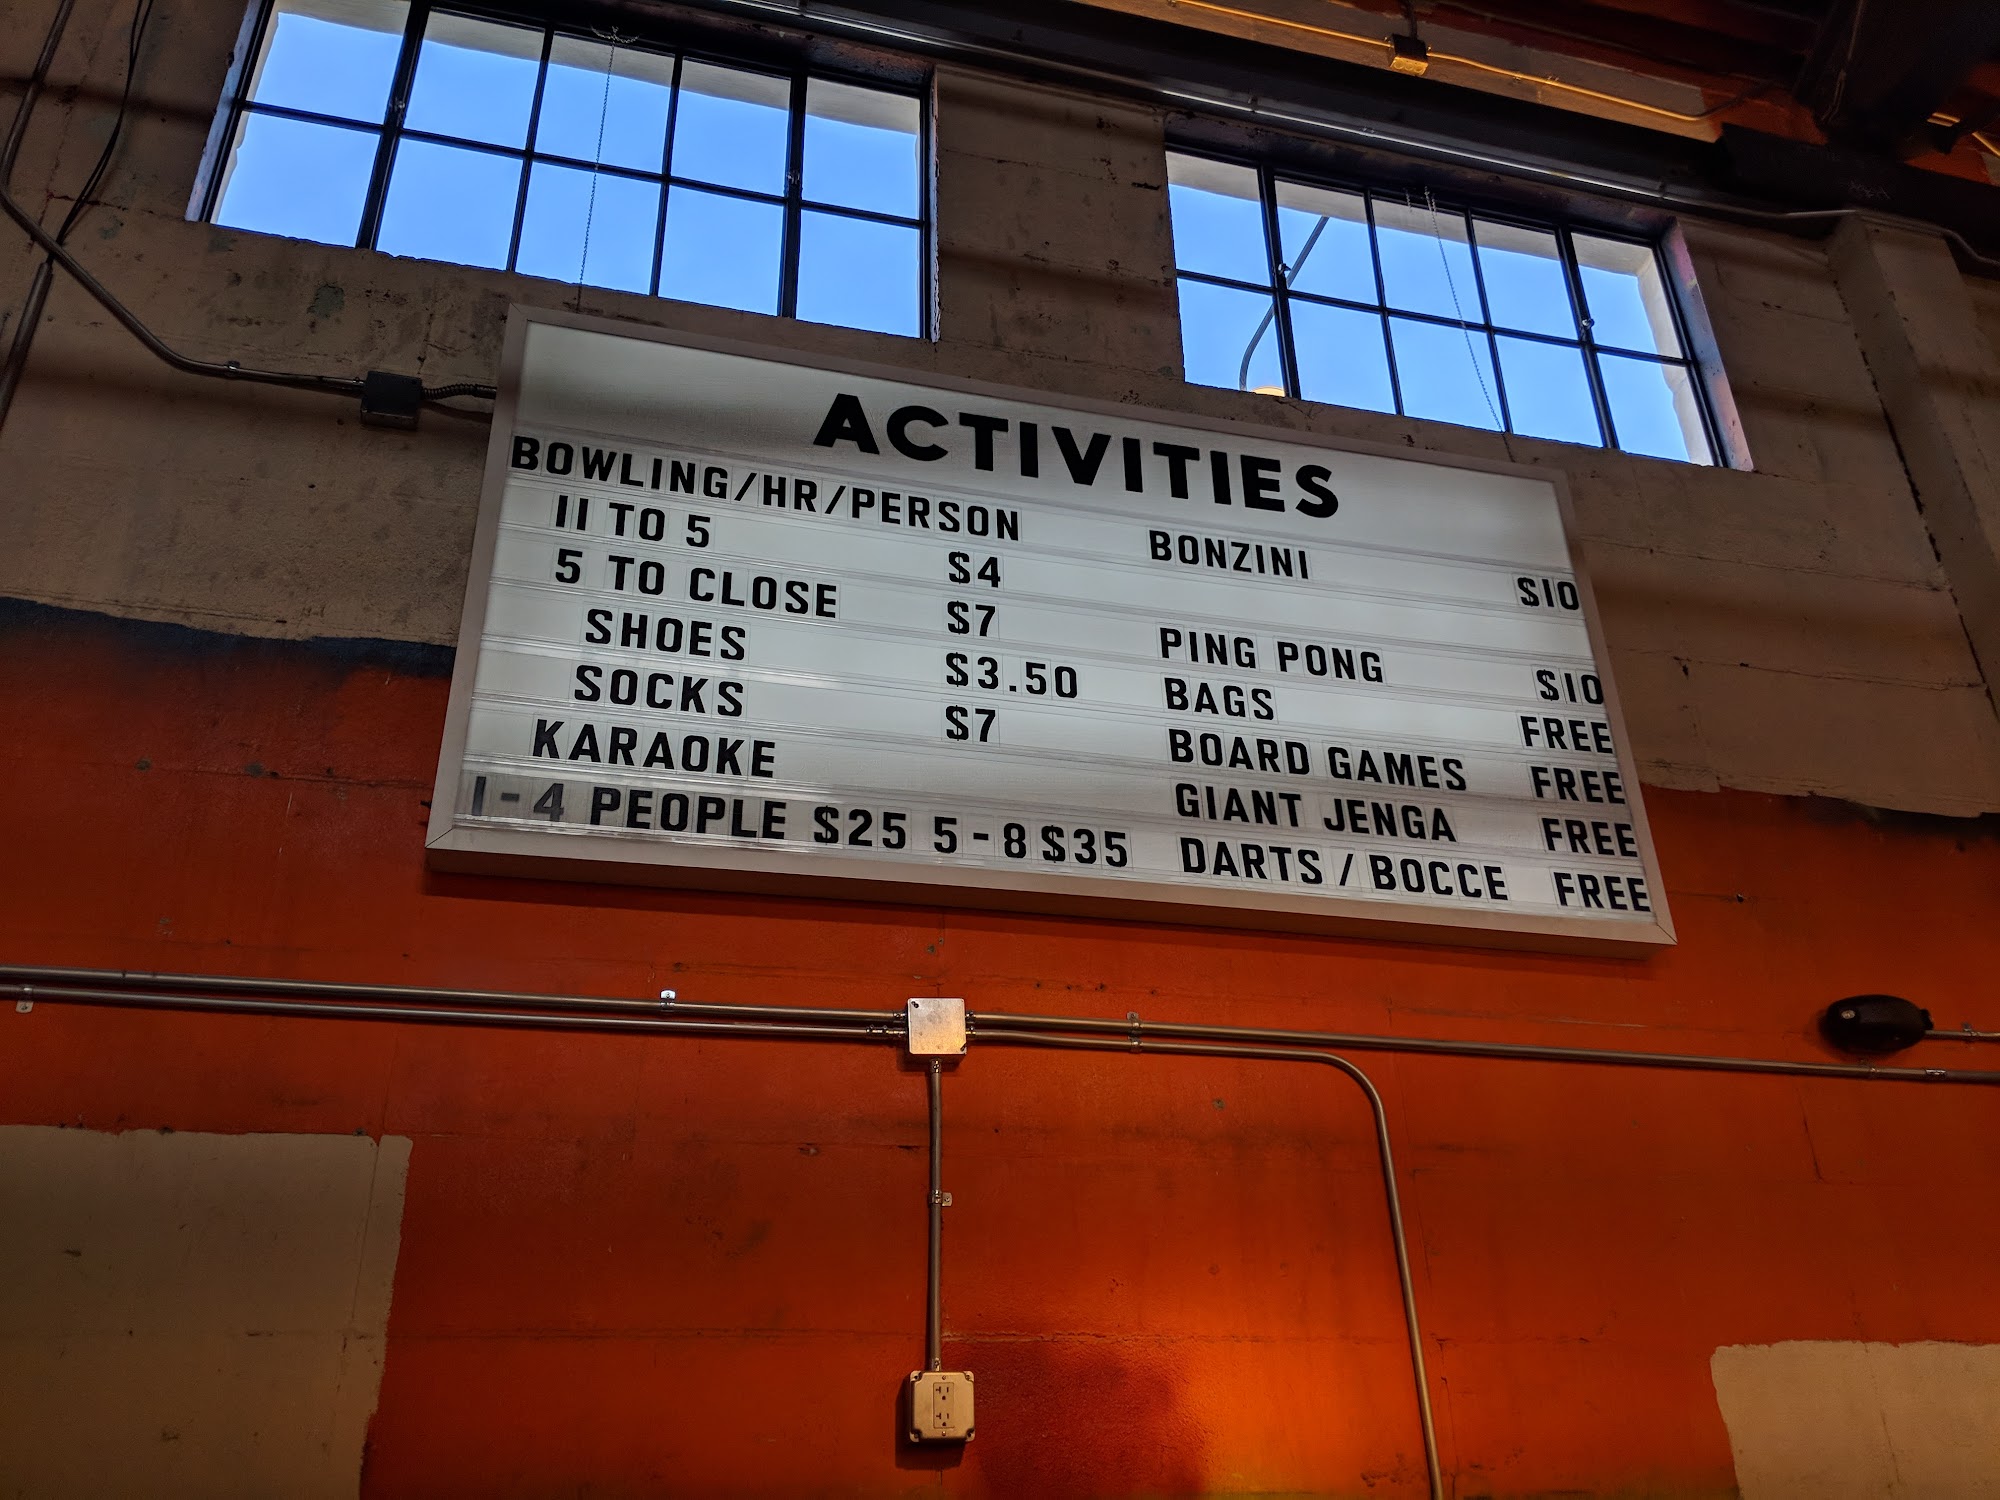 ACTIVITIES
BOWLING/HR/PERSON
11 TO 5 $4
5 TO CLOSE $7
SHOES $3.50
SOCKS $7
KARAOKE
1-4 PEOPLE $25 5-8 $35
BONZINI $10
PING PONG $10
BAGS FREE
BOARD GAMES FREE
GIANT JENGA FREE
DARTS / BOCCE FREE